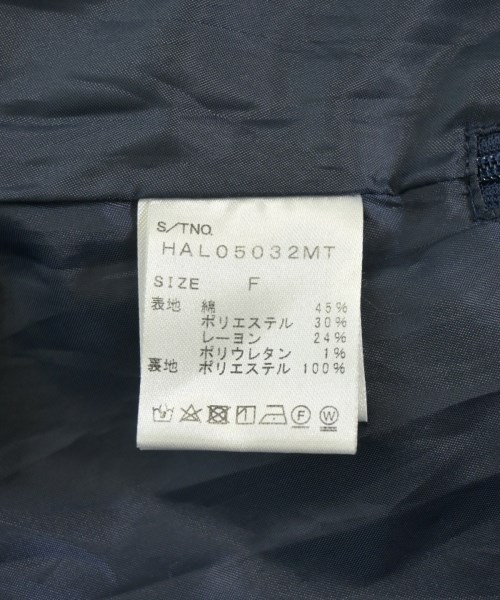 S/TNO.
HAL05032MT
SIZE F
表地 綿 45%
ポリエステル 30%
レーヨン 24%
ポリウレタン 1%
裏地 ポリエステル 100%
F W